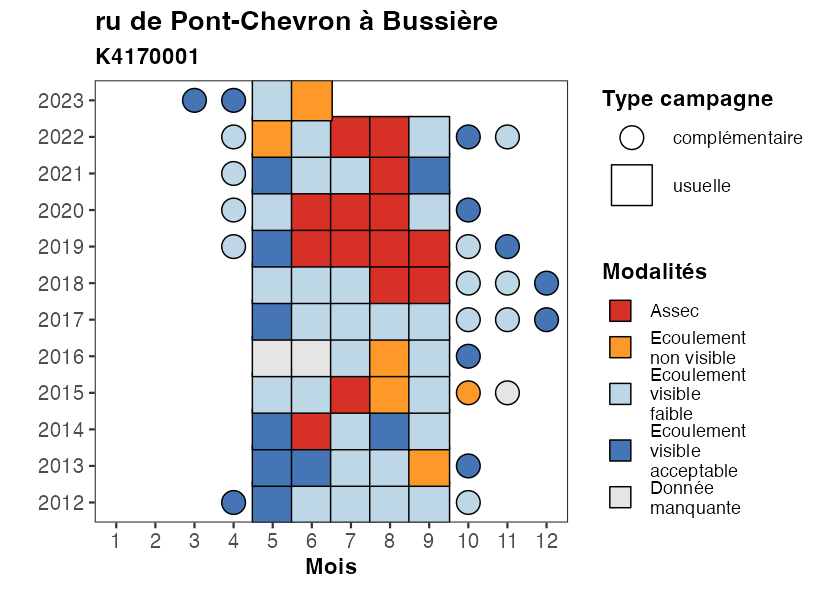 ru de Pont-Chevron à Bussière
K4170001
2023
2022
2021
2020
2019
2018
2017
2016
2015
2014
2013
2012
1 2 3 4 5 6 7 8 9 10 11 12
Mois
Type campagne
complémentaire
usuelle
Modalités
Assec
Ecoulement
non visible
Ecoulement
visible
faible
Ecoulement
visible
acceptable
Donnée
manquante